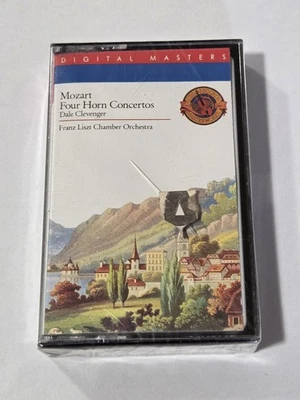 DIGITAL MASTERS
Mozart
Four Horn Concertos
Dale Clevenger
Franz Liszt Chamber Orchestra